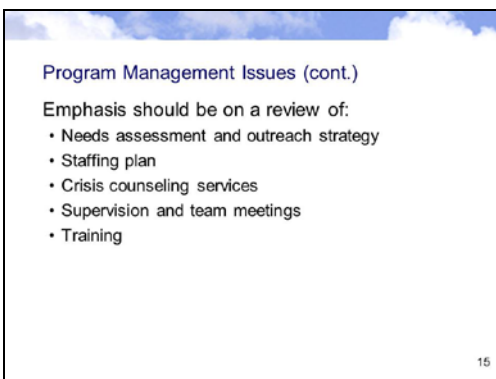 Program Management Issues (cont.)
Emphasis should be on a review of:
• Needs assessment and outreach strategy
• Staffing plan
• Crisis counseling services
• Supervision and team meetings
• Training
15